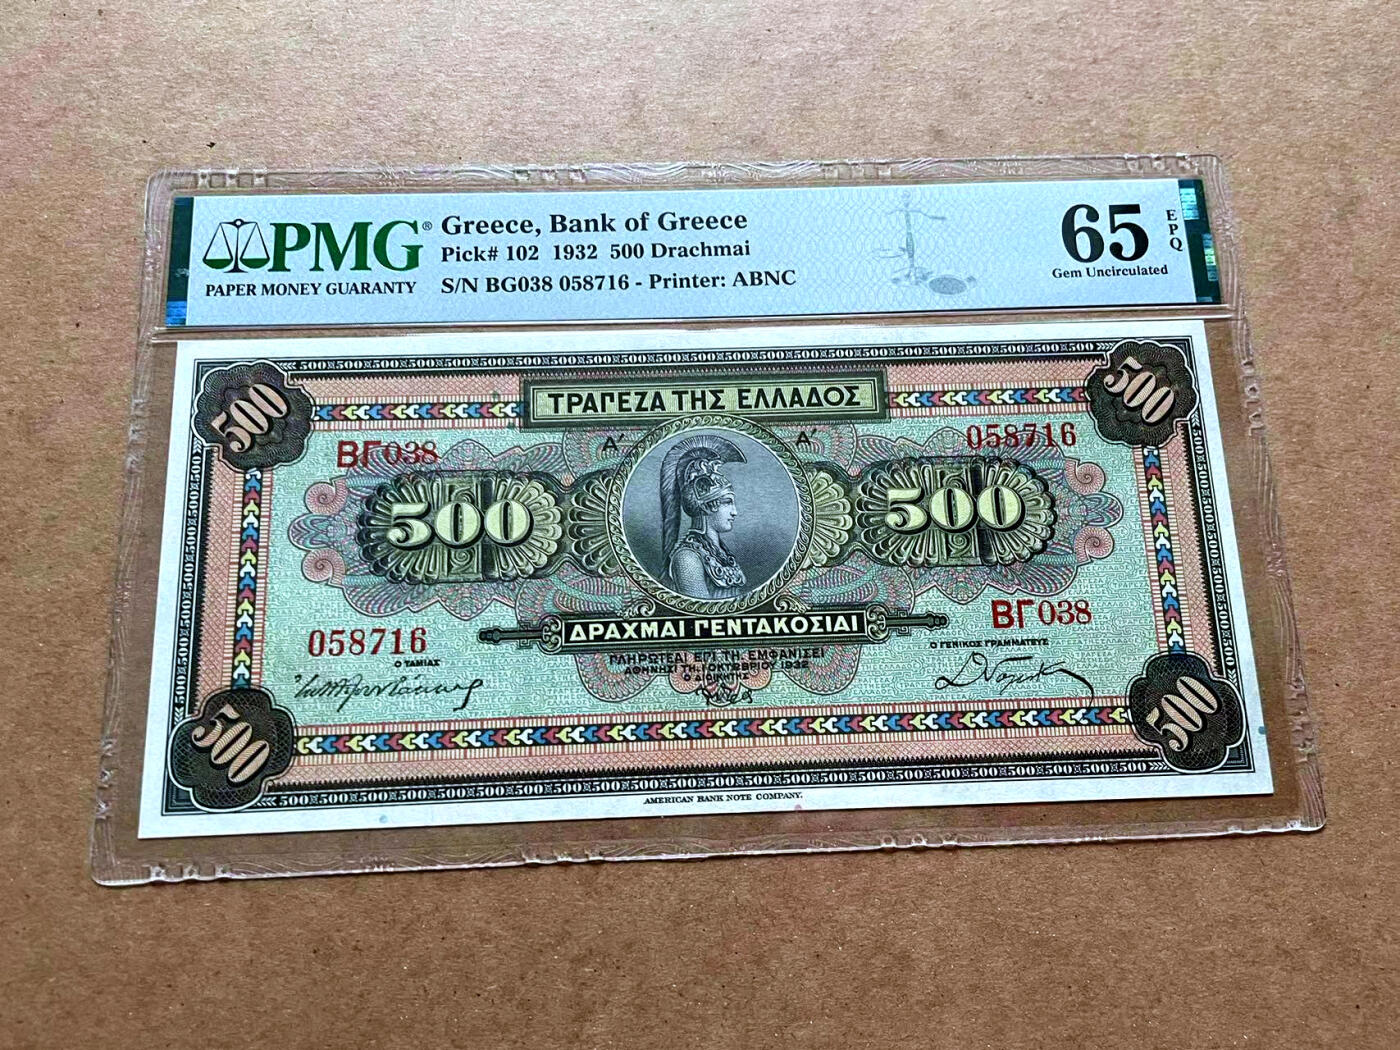 PMG®
PAPER MONEY GUARANTY
Greece, Bank of Greece
Pick# 102 1932 500 Drachmai
S/N BG038 058716 - Printer: ABNC
65
EPQ
Gem Uncirculated
500
500
ΤΡΑΠΕΖΑ ΤΗΣ ΕΛΛΑΔΟΣ
Α΄ Α΄
ΒΓ038
058716
500
500
ΔΡΑΧΜΑΙ ΠΕΝΤΑΚΟΣΙΑΙ
ΒΓ038
058716
ΠΛΗΡΩΤΕΑΙ ΕΠΙ ΤΗ ΕΜΦΑΝΙΣΕΙ
ΑΘΗΝΗΣΙ ΤΗ 1 ΟΚΤΩΒΡΙΟΥ 1932
Ο ΤΑΜΙΑΣ
Ο ΔΙΟΙΚΗΤΗΣ
Ο ΓΕΝΙΚΟΣ ΓΡΑΜΜΑΤΕΥΣ
500
500
AMERICAN BANK NOTE COMPANY.